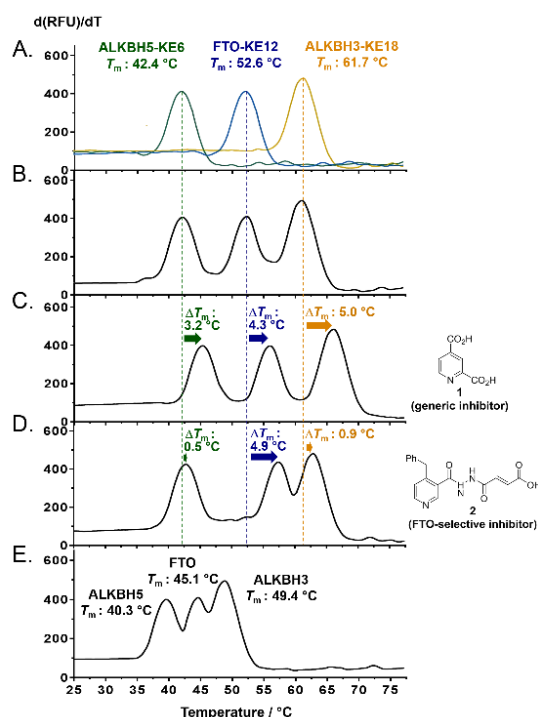 d(RFU)/dT
A.
ALKBH5-KE6
Tm : 42.4 °C
FTO-KE12
Tm : 52.6 °C
ALKBH3-KE18
Tm : 61.7 °C
600
400
200
0
B.
400
200
0
C.
ΔTm:
3.2 °C
ΔTm:
4.3 °C
ΔTm: 5.0 °C
400
200
0
CO2H
N
CO2H
1
(generic inhibitor)
D.
ΔTm:
0.5 °C
ΔTm:
4.9 °C
ΔTm: 0.9 °C
600
400
200
0
Ph
O
H
N
N
H
N
O
O
OH
N
2
(FTO-selective inhibitor)
E.
ALKBH5
Tm : 40.3 °C
FTO
Tm : 45.1 °C
ALKBH3
Tm : 49.4 °C
600
400
200
0
25 30 35 40 45 50 55 60 65 70 75
Temperature / °C